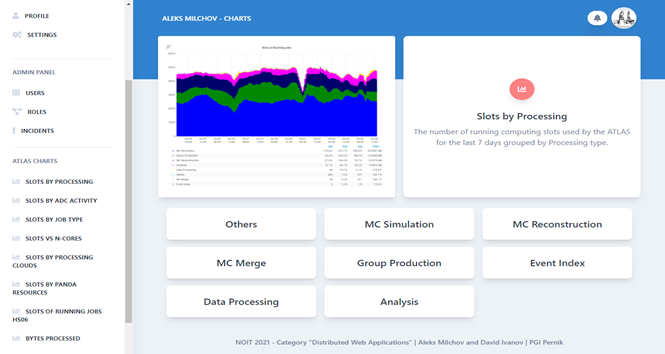 PROFILE
SETTINGS
ADMIN PANEL
USERS
ROLES
INCIDENTS
ATLAS CHARTS
SLOTS BY PROCESSING
SLOTS BY ADC ACTIVITY
SLOTS BY JOB TYPE
SLOTS VS N-CORES
SLOTS BY PROCESSING
CLOUDS
SLOTS BY PANDA
RESOURCES
SLOTS OF RUNNING JOBS
HS06
BYTES PROCESSED
ALEKS MILCHOV - CHARTS
Slots of Running jobs
Slots by Processing
The number of running computing slots used by the ATLAS
for the last 7 days grouped by Processing type.
Others
MC Simulation
MC Reconstruction
MC Merge
Group Production
Event Index
Data Processing
Analysis
NOIT 2021 - Category "Distributed Web Applications" | Aleks Milchov and David Ivanov | PGI Pernik